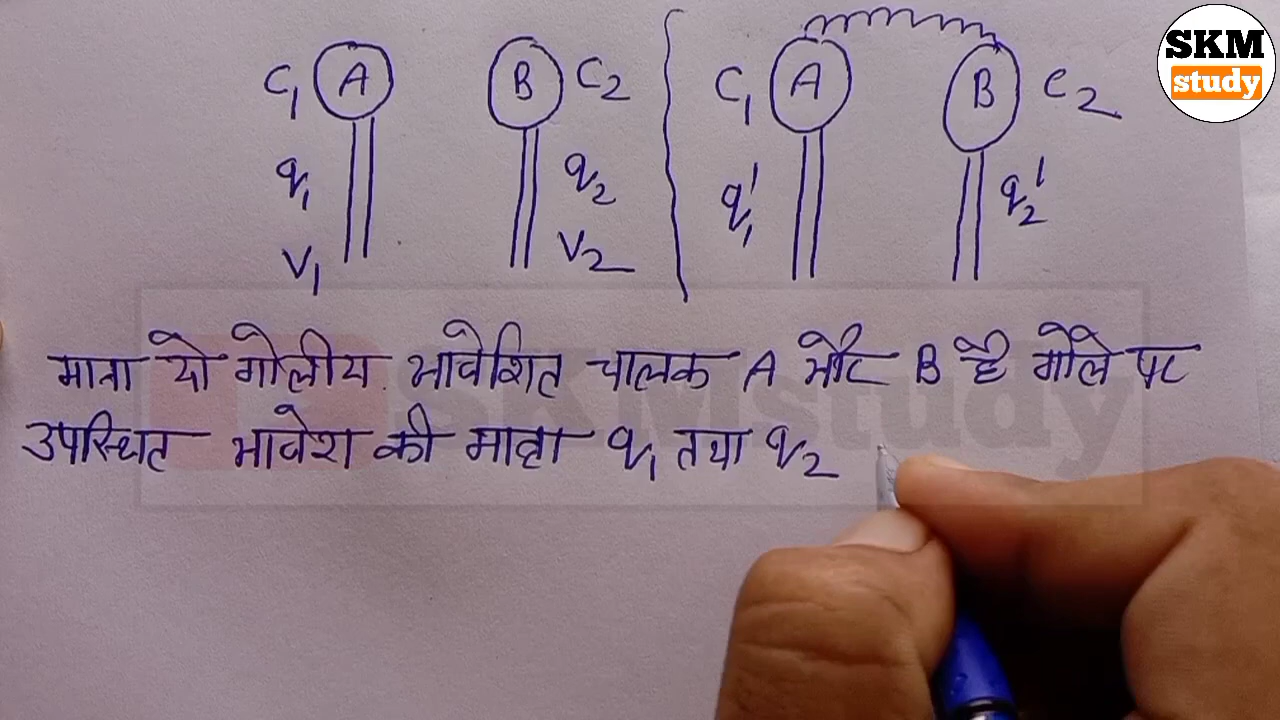 SKM
study
C₁ A B C₂ C₁ A B C₂
q₁ q₂ q₁' q₂'
V₁ V₂
माना दो गोलीय आवेशित चालक A और B है गोले पर
उपस्थित आवेश की मात्रा q₁ तथा q₂
SKMstudy